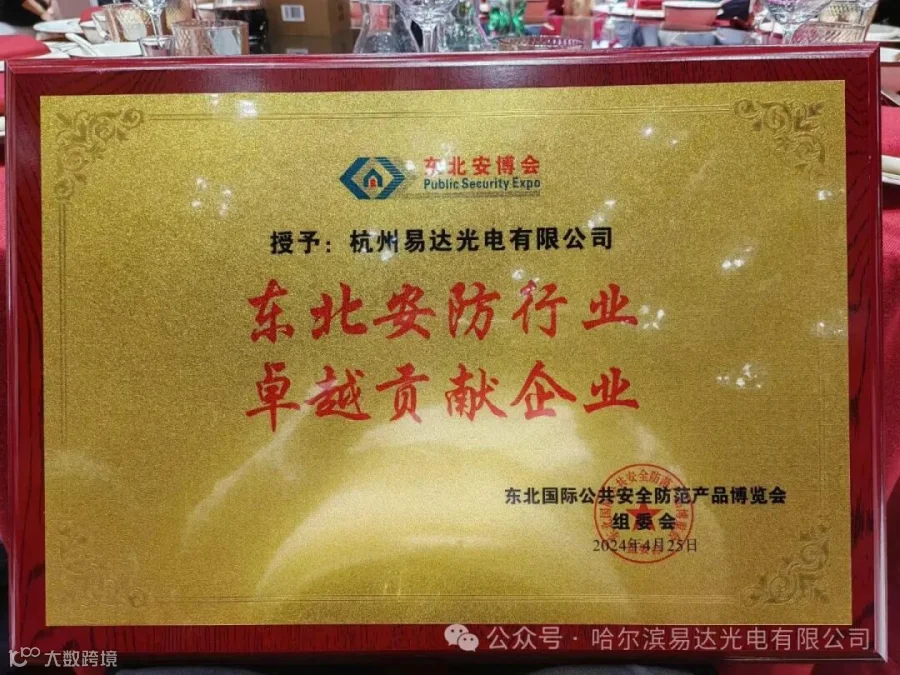 东北安博会
Public Security Expo
授予：杭州易达光电有限公司
东北安防行业
卓越贡献企业
东北国际公共安全防范产品博览会
组委会
2024年4月25日
公众号·哈尔滨易达光电有限公司
大数跨境